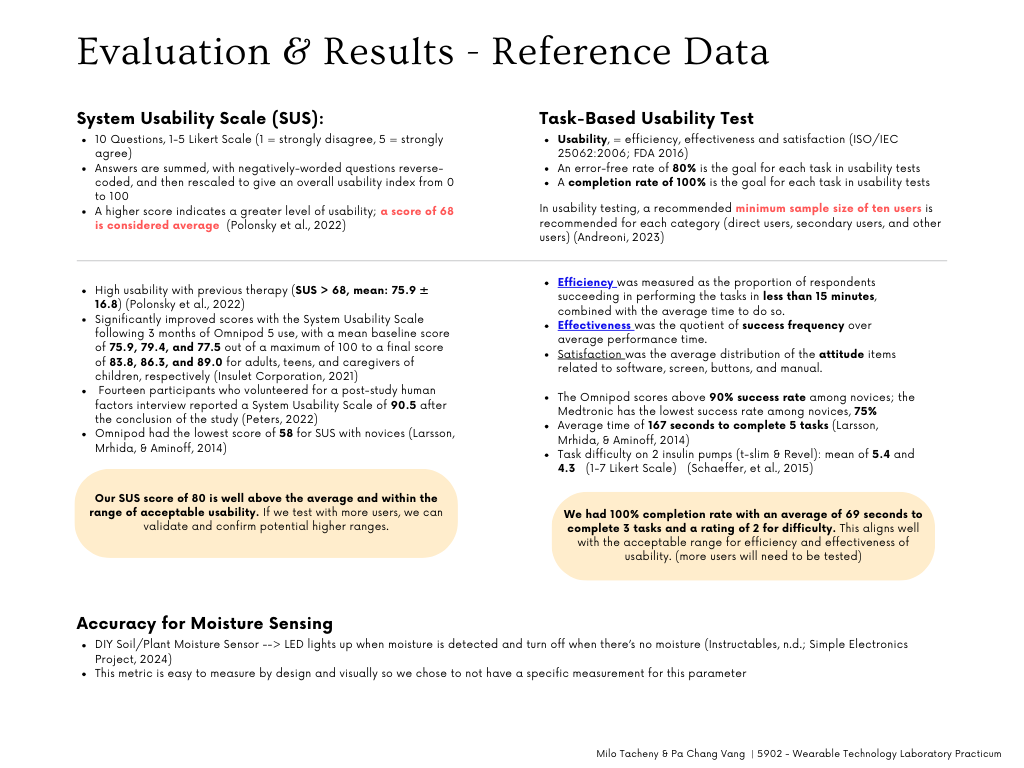 Evaluation & Results - Reference Data
System Usability Scale (SUS):
• 10 Questions, 1-5 Likert Scale (1 = strongly disagree, 5 = strongly
agree)
• Answers are summed, with negatively-worded questions reverse-
coded, and then rescaled to give an overall usability index from 0
to 100
• A higher score indicates a greater level of usability; a score of 68
is considered average (Polonsky et al., 2022)
Task-Based Usability Test
• Usability, = efficiency, effectiveness and satisfaction (ISO/IEC
25062:2006; FDA 2016)
• An error-free rate of 80% is the goal for each task in usability tests
• A completion rate of 100% is the goal for each task in usability tests
In usability testing, a recommended minimum sample size of ten users is
recommended for each category (direct users, secondary users, and other
users) (Andreoni, 2023)
• High usability with previous therapy (SUS > 68, mean: 75.9 ±
16.8) (Polonsky et al., 2022)
• Significantly improved scores with the System Usability Scale
following 3 months of Omnipod 5 use, with a mean baseline score
of 75.9, 79.4, and 77.5 out of a maximum of 100 to a final score
of 83.8, 86.3, and 89.0 for adults, teens, and caregivers of
children, respectively (Insulet Corporation, 2021)
• Fourteen participants who volunteered for a post-study human
factors interview reported a System Usability Scale of 90.5 after
the conclusion of the study (Peters, 2022)
• Omnipod had the lowest score of 58 for SUS with novices (Larsson,
Mrhida, & Aminoff, 2014)
Our SUS score of 80 is well above the average and within the
range of acceptable usability. If we test with more users, we can
validate and confirm potential higher ranges.
• Efficiency was measured as the proportion of respondents
succeeding in performing the tasks in less than 15 minutes,
combined with the average time to do so.
• Effectiveness was the quotient of success frequency over
average performance time.
• Satisfaction was the average distribution of the attitude items
related to software, screen, buttons, and manual.
• The Omnipod scores above 90% success rate among novices; the
Medtronic has the lowest success rate among novices, 75%
• Average time of 167 seconds to complete 5 tasks (Larsson,
Mrhida, & Aminoff, 2014)
• Task difficulty on 2 insulin pumps (t-slim & Revel): mean of 5.4 and
4.3 (1-7 Likert Scale) (Schaeffer, et al., 2015)
We had 100% completion rate with an average of 69 seconds to
complete 3 tasks and a rating of 2 for difficulty. This aligns well
with the acceptable range for efficiency and effectiveness of
usability. (more users will need to be tested)
Accuracy for Moisture Sensing
• DIY Soil/Plant Moisture Sensor --> LED lights up when moisture is detected and turn off when there's no moisture (Instructables, n.d.; Simple Electronics
Project, 2024)
• This metric is easy to measure by design and visually so we chose to not have a specific measurement for this parameter
Milo Tacheny & Pa Chang Vang | 5902 - Wearable Technology Laboratory Practicum